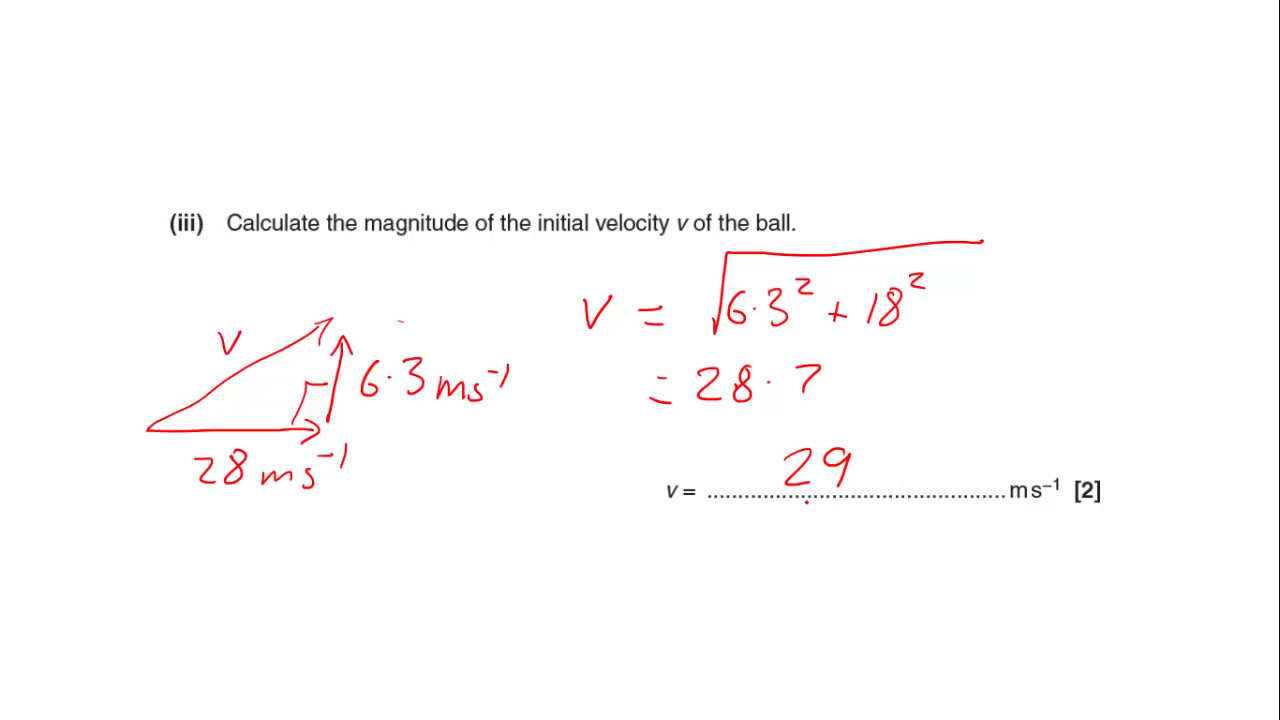 (iii) Calculate the magnitude of the initial velocity v of the ball.
v = √6·3² + 18²
v
6·3 ms⁻¹
= 28·7
28 ms⁻¹
29
v = .................................................. m s⁻¹ [2]